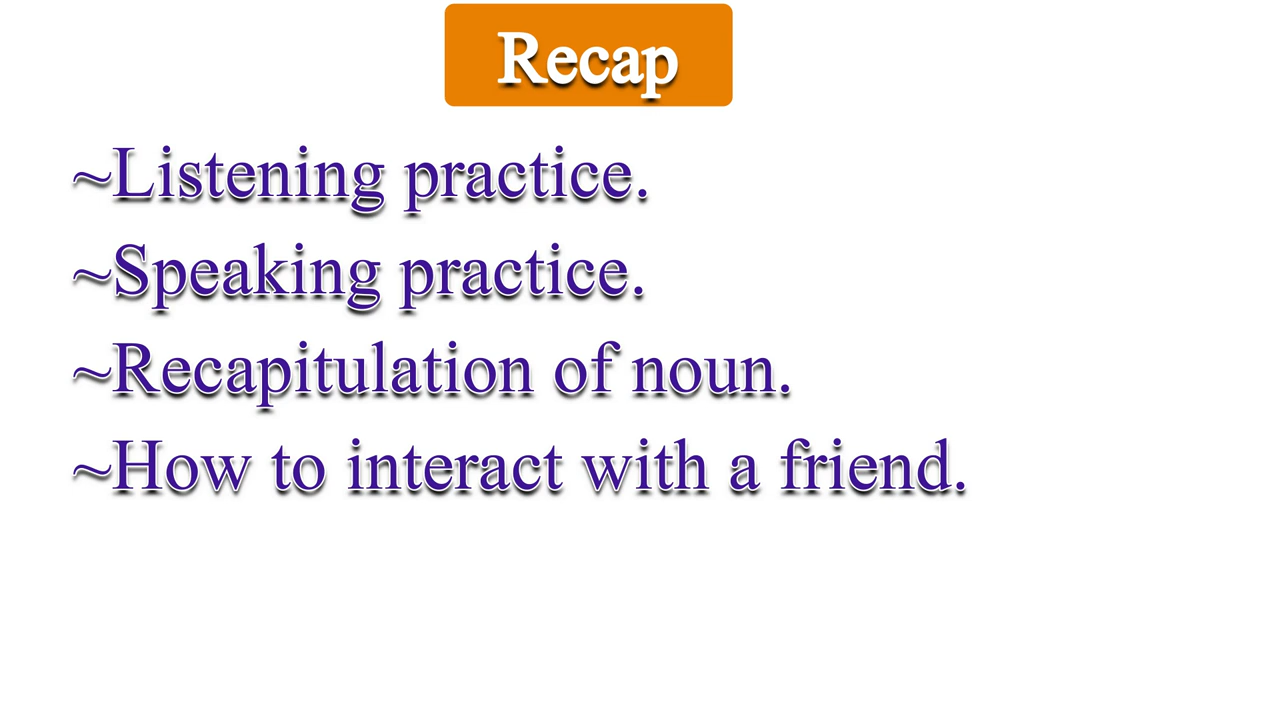 Recap
~Listening practice.
~Speaking practice.
~Recapitulation of noun.
~How to interact with a friend.